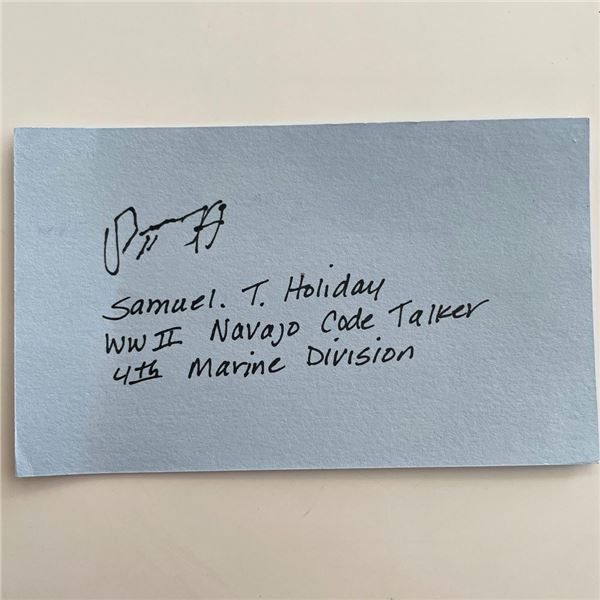 Samuel. T. Holiday
WW II Navajo Code Talker
4th Marine Division